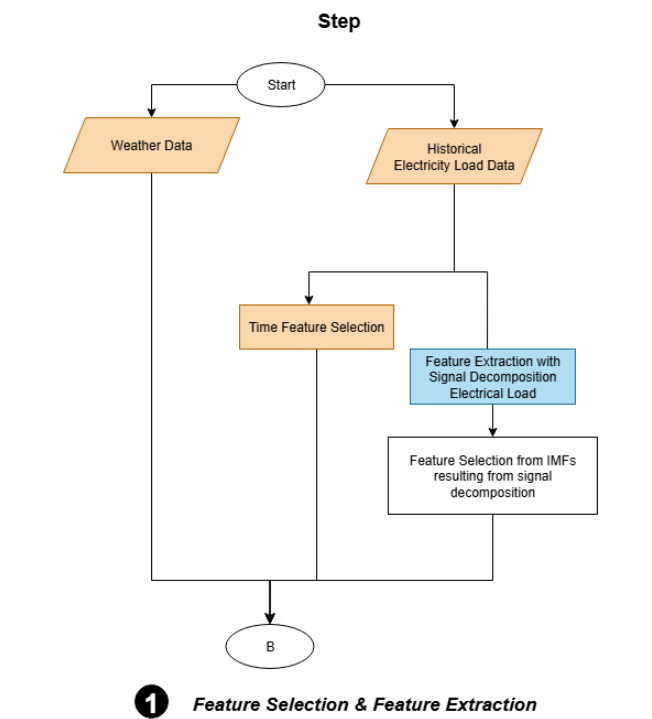 Step
Start
Weather Data
Historical
Electricity Load Data
Time Feature Selection
Feature Extraction with
Signal Decomposition
Electrical Load
Feature Selection from IMFs
resulting from signal
decomposition
B
1 Feature Selection & Feature Extraction